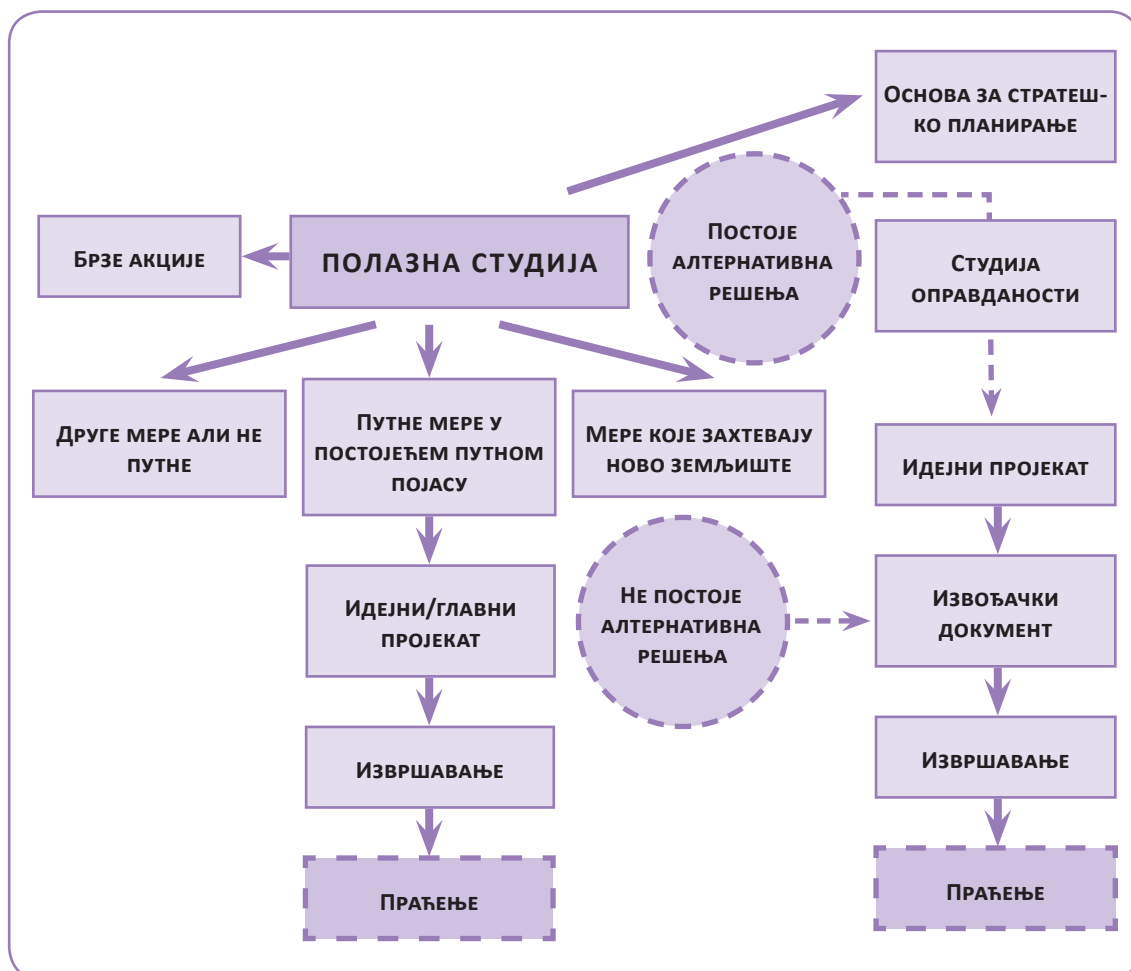 ОСНОВА ЗА СТРАТЕШ-
КО ПЛАНИРАЊЕ
ПОСТОЈЕ
АЛТЕРНАТИВНА
РЕШЕЊА
БРЗЕ АКЦИЈЕ
ПОЛАЗНА СТУДИЈА
СТУДИЈА
ОПРАВДАНОСТИ
ДРУГЕ МЕРЕ АЛИ НЕ
ПУТНЕ
ПУТНЕ МЕРЕ У
ПОСТОЈЕЋЕМ ПУТНОМ
ПОЈАСУ
МЕРЕ КОЈЕ ЗАХТЕВАЈУ
НОВО ЗЕМЉИШТЕ
ИДЕЈНИ ПРОЈЕКАТ
ИДЕЈНИ/ГЛАВНИ
ПРОЈЕКАТ
НЕ ПОСТОЈЕ
АЛТЕРНАТИВНА
РЕШЕЊА
ИЗВОЂАЧКИ
ДОКУМЕНТ
ИЗВРШАВАЊЕ
ИЗВРШАВАЊЕ
ПРАЋЕЊЕ
ПРАЋЕЊЕ